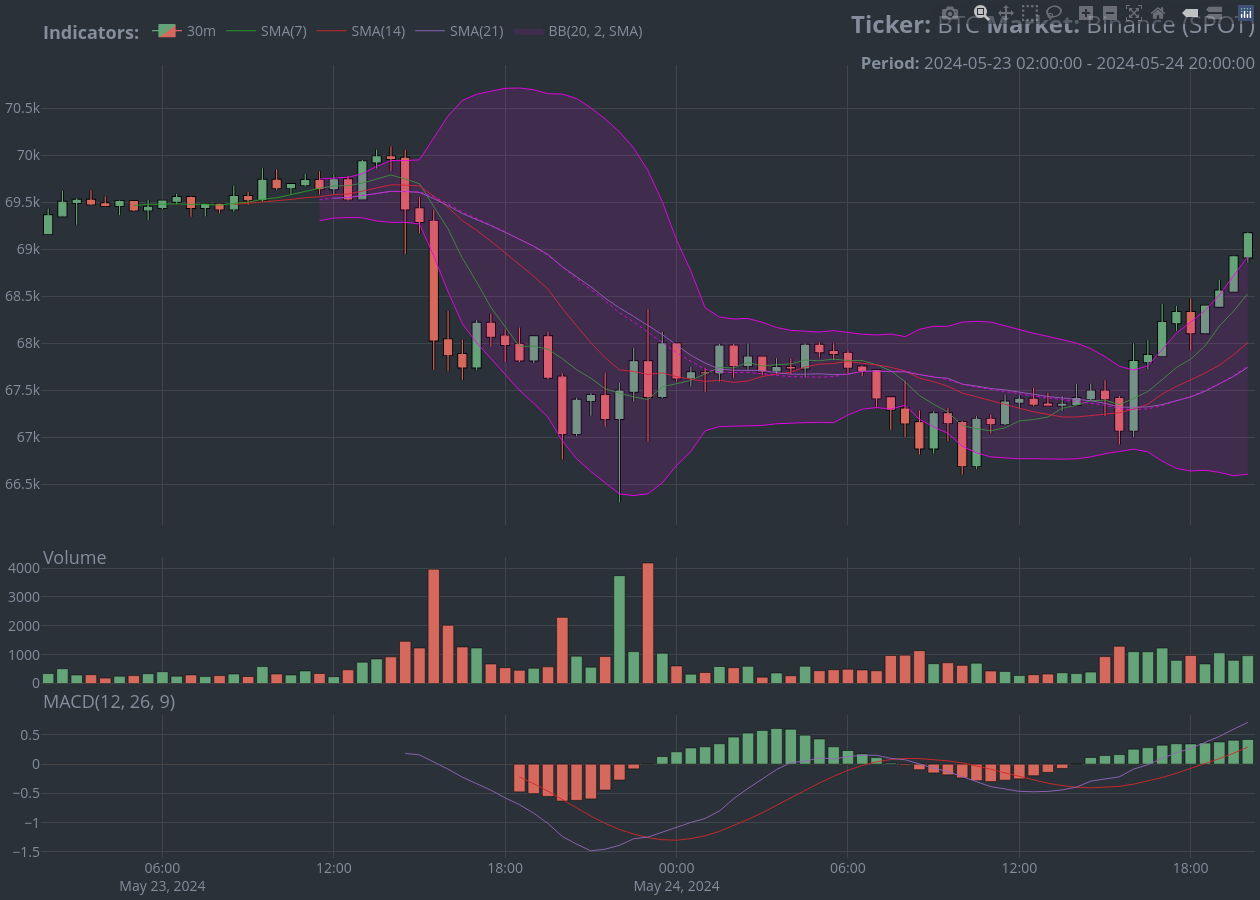 Indicators: 30m SMA(7) SMA(14) SMA(21) BB(20, 2, SMA)
Ticker: BTC Market: Binance (SPOT)
Period: 2024-05-23 02:00:00 - 2024-05-24 20:00:00
70.5k
70k
69.5k
69k
68.5k
68k
67.5k
67k
66.5k
Volume
4000
3000
2000
1000
0
MACD(12, 26, 9)
0.5
0
−0.5
−1
−1.5
06:00 12:00 18:00 00:00 06:00 12:00 18:00
May 23, 2024 May 24, 2024